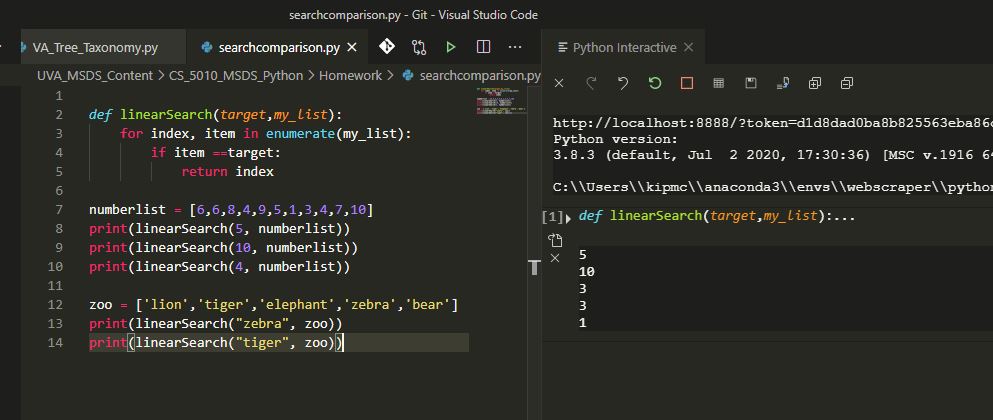 searchcomparison.py - Git - Visual Studio Code
VA_Tree_Taxonomy.py
searchcomparison.py
Python Interactive
UVA_MSDS_Content > CS_5010_MSDS_Python > Homework > searchcomparison.py
1
2 def linearSearch(target,my_list):
3 for index, item in enumerate(my_list):
4 if item ==target:
5 return index
6
7 numberlist = [6,6,8,4,9,5,1,3,4,7,10]
8 print(linearSearch(5, numberlist))
9 print(linearSearch(10, numberlist))
10 print(linearSearch(4, numberlist))
11
12 zoo = ['lion','tiger','elephant','zebra','bear']
13 print(linearSearch("zebra", zoo))
14 print(linearSearch("tiger", zoo))
http://localhost:8888/?token=d1d8dad0ba8b825563eba86
Python version:
3.8.3 (default, Jul 2 2020, 17:30:36) [MSC v.1916 64
C:\\Users\\kipmc\\anaconda3\\envs\\webscraper\\python
[1] def linearSearch(target,my_list):...
5
10
3
3
1